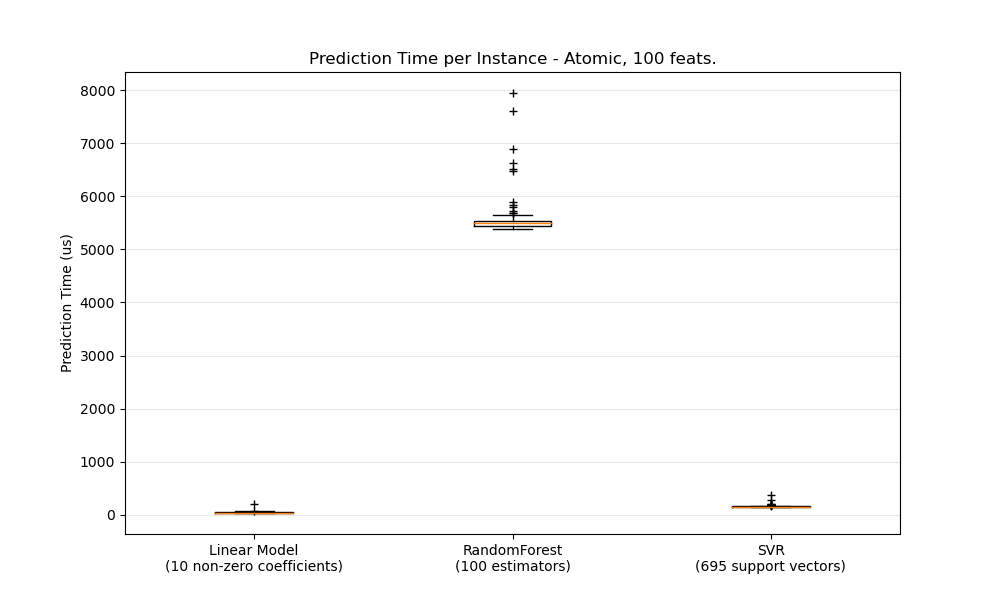 Prediction Time per Instance - Atomic, 100 feats.
Prediction Time (us)
8000
7000
6000
5000
4000
3000
2000
1000
0
Linear Model
(10 non-zero coefficients)
RandomForest
(100 estimators)
SVR
(695 support vectors)